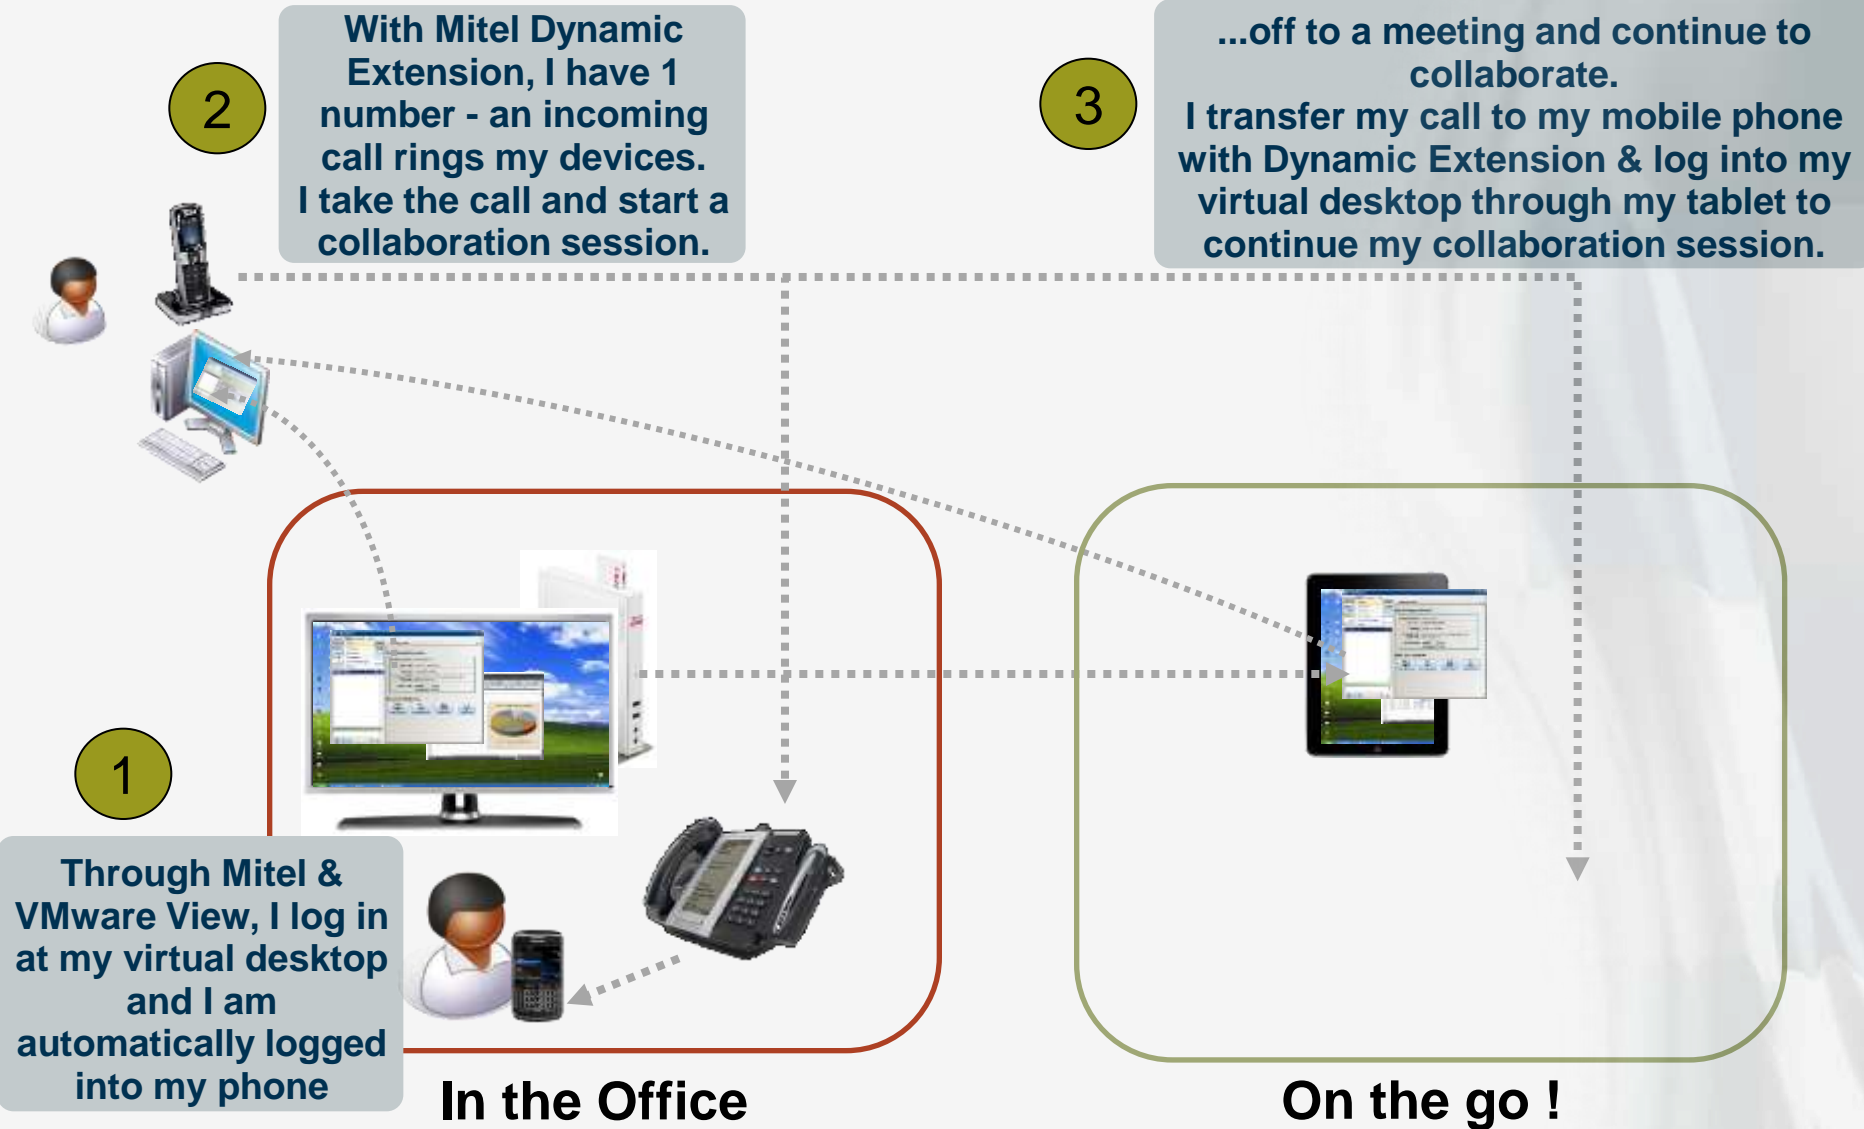 2
With Mitel Dynamic
Extension, I have 1
number - an incoming
call rings my devices.
I take the call and start a
collaboration session.
3
...off to a meeting and continue to
collaborate.
I transfer my call to my mobile phone
with Dynamic Extension & log into my
virtual desktop through my tablet to
continue my collaboration session.
1
Through Mitel &
VMware View, I log in
at my virtual desktop
and I am
automatically logged
into my phone
In the Office
On the go !